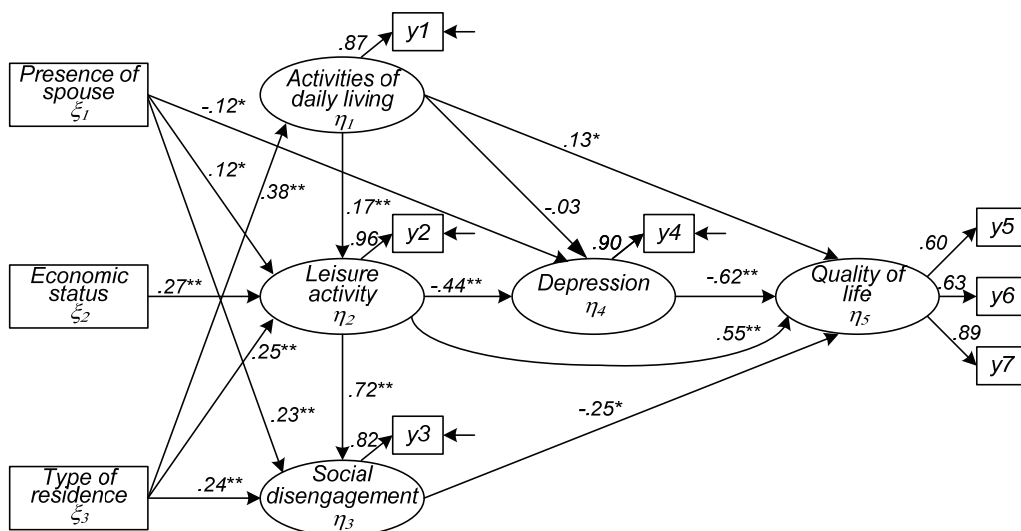 .87
y1
Presence of
spouse
ξ1
Activities of
daily living
η1
-.12*
.13*
.12*
.38**
.17**
-.03
.96
y2
.90
y4
.60
y5
Economic
status
ξ2
.27**
Leisure
activity
η2
-.44**
Depression
η4
-.62**
Quality of
life
η5
.63
y6
.55**
.89
y7
.25**
.72**
-.25*
.23**
.82
y3
Type of
residence
ξ3
.24**
Social
disengagement
η3